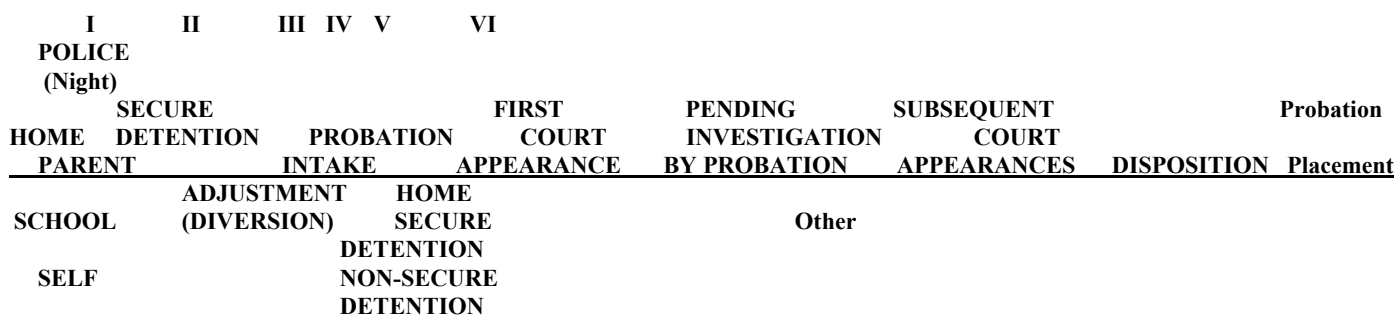 I II III IV V VI
POLICE
(Night)
SECURE FIRST PENDING SUBSEQUENT Probation
HOME DETENTION PROBATION COURT INVESTIGATION COURT
PARENT INTAKE APPEARANCE BY PROBATION APPEARANCES DISPOSITION Placement
ADJUSTMENT HOME
SCHOOL (DIVERSION) SECURE Other
DETENTION
SELF NON-SECURE
DETENTION